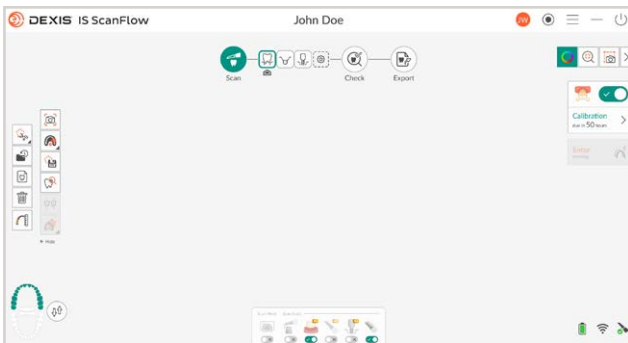 DEXIS IS ScanFlow
John Doe
JW
Scan
Check
Export
Calibration
due in 50 hours
Hide